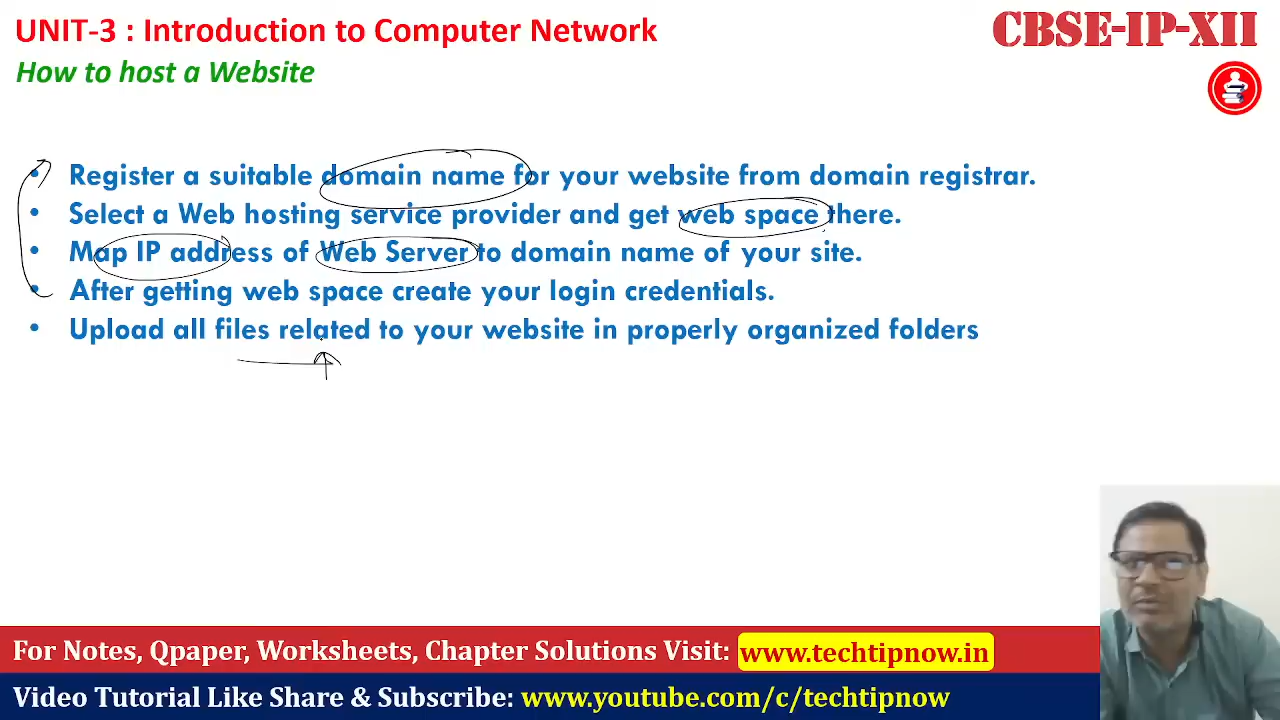 UNIT-3 : Introduction to Computer Network
CBSE-IP-XII
How to host a Website
• Register a suitable domain name for your website from domain registrar.
• Select a Web hosting service provider and get web space there.
• Map IP address of Web Server to domain name of your site.
• After getting web space create your login credentials.
• Upload all files related to your website in properly organized folders
For Notes, Qpaper, Worksheets, Chapter Solutions Visit: www.techtipnow.in
Video Tutorial Like Share & Subscribe: www.youtube.com/c/techtipnow